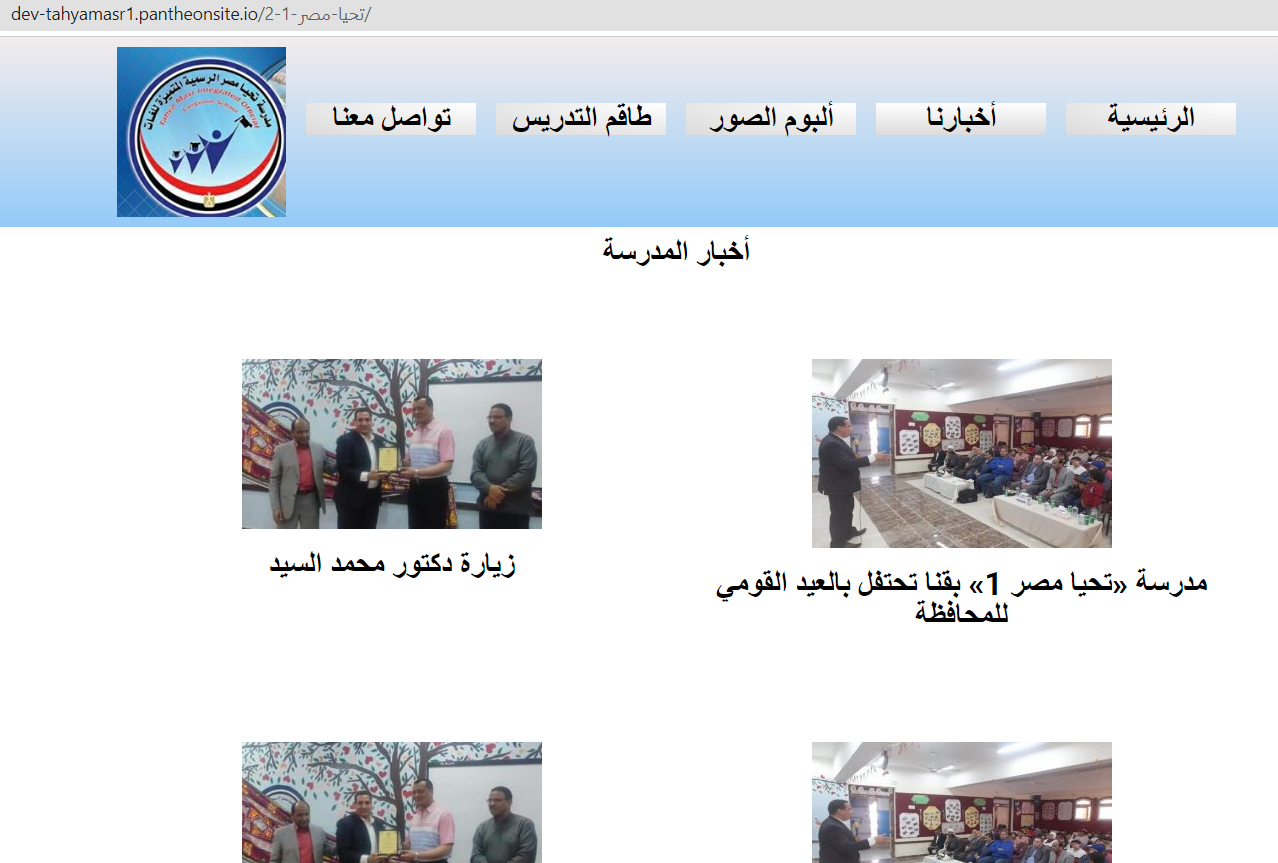 dev-tahyamasr1.pantheonsite.io/تحيا-مصر-1-2/
مدرسة تحيا مصر الرسمية المتميزة للغات
Tahya Masr Integrated Official
Language School
الرئيسية
أخبارنا
ألبوم الصور
طاقم التدريس
تواصل معنا
أخبار المدرسة
مدرسة «تحيا مصر 1» بقنا تحتفل بالعيد القومي
للمحافظة
زيارة دكتور محمد السيد